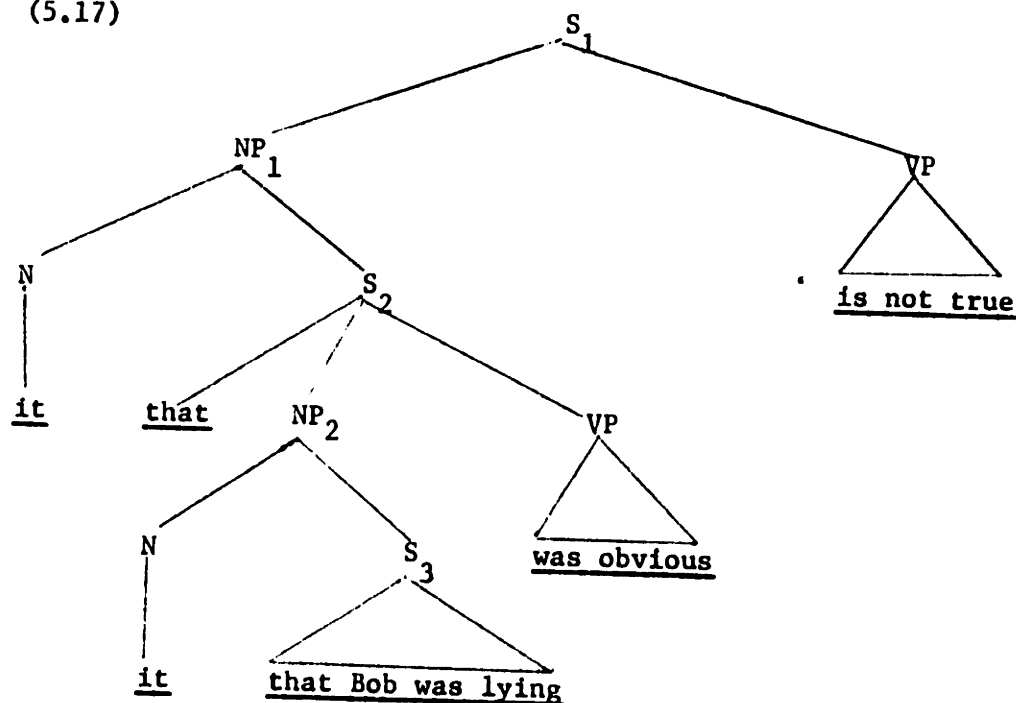 (5.17)
S1
NP1 VP
N S2 is not true
it that NP2 VP
N S3 was obvious
it that Bob was lying